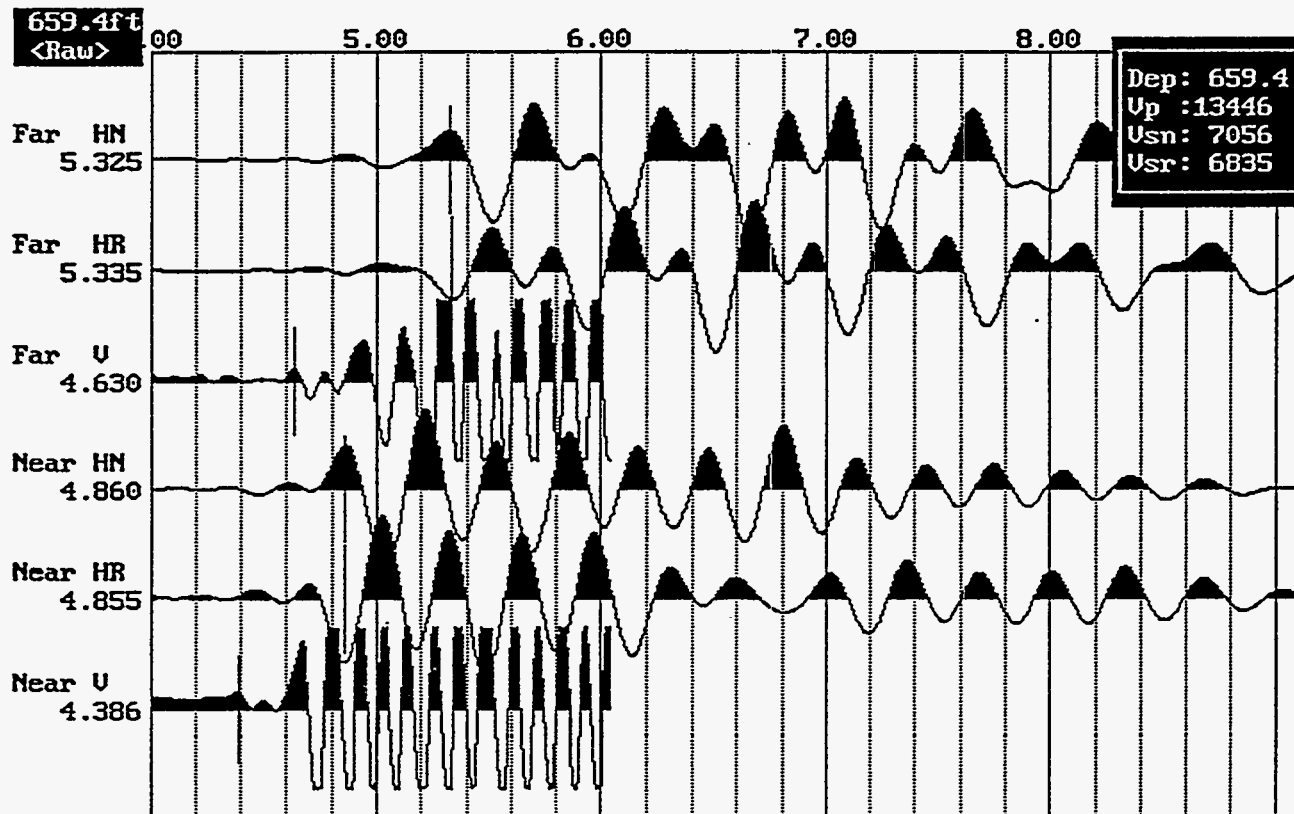 659.4ft
<Raw>
.00 5.00 6.00 7.00 8.00
Dep: 659.4
Vp :13446
Vsn: 7056
Vsr: 6835
Far HN
5.325
Far HR
5.335
Far V
4.630
Near HN
4.860
Near HR
4.855
Near V
4.386